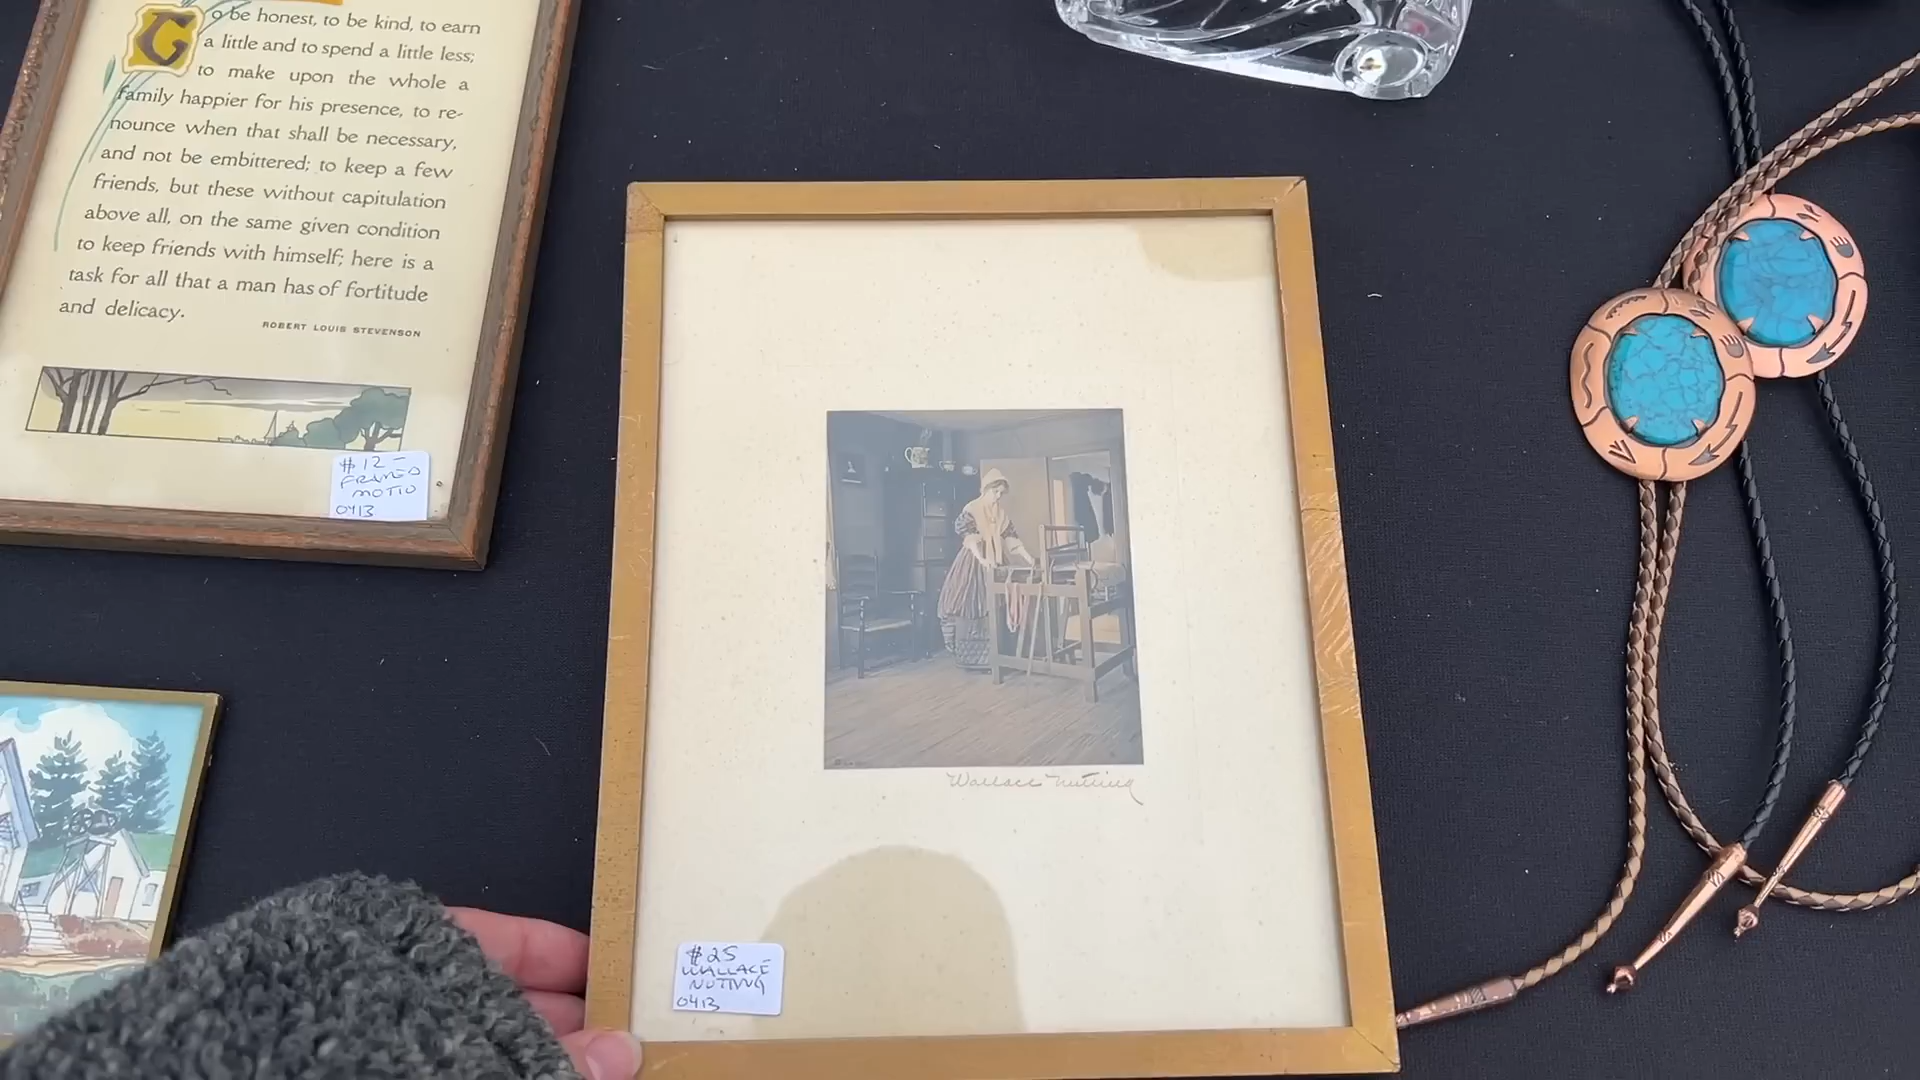 To be honest, to be kind, to earn
a little and to spend a little less;
to make upon the whole a
family happier for his presence, to re-
nounce when that shall be necessary,
and not be embittered; to keep a few
friends, but these without capitulation
above all, on the same given condition
to keep friends with himself; here is a
task for all that a man has of fortitude
and delicacy.
ROBERT LOUIS STEVENSON
$12 -
FRAMED
MOTTO
0413
Wallace Nutting
$25
WALLACE
NUTTING
0413